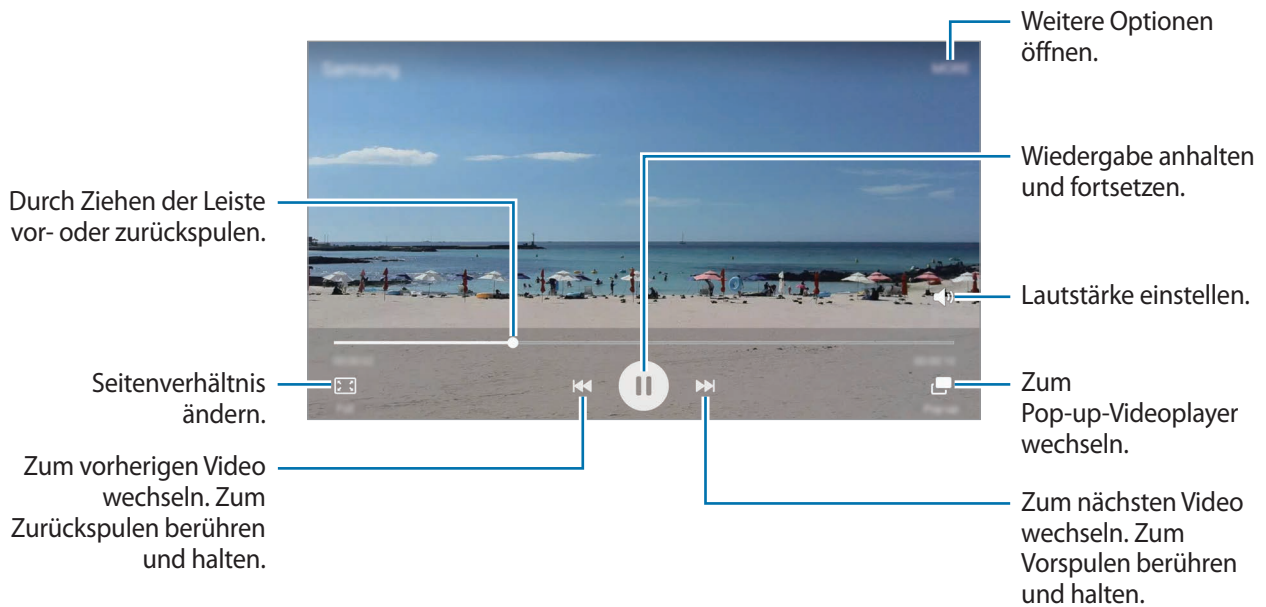 Weitere Optionen
öffnen.
Samsung
Wiedergabe anhalten
und fortsetzen.
Durch Ziehen der Leiste
vor- oder zurückspulen.
Lautstärke einstellen.
Seitenverhältnis
ändern.
Zum
Pop-up-Videoplayer
wechseln.
Zum vorherigen Video
wechseln. Zum
Zurückspulen berühren
und halten.
Zum nächsten Video
wechseln. Zum
Vorspulen berühren
und halten.